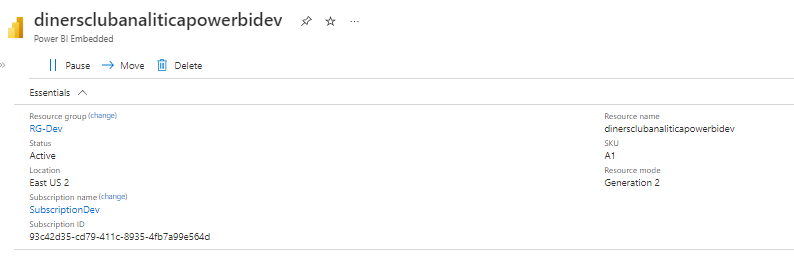 dinersclubanaliticapowerbidev
Power BI Embedded
Pause Move Delete
Essentials
Resource group (change)
RG-Dev
Status
Active
Location
East US 2
Subscription name (change)
SubscriptionDev
Subscription ID
93c42d35-cd79-411c-8935-4fb7a99e564d
Resource name
dinersclubanaliticapowerbidev
SKU
A1
Resource mode
Generation 2